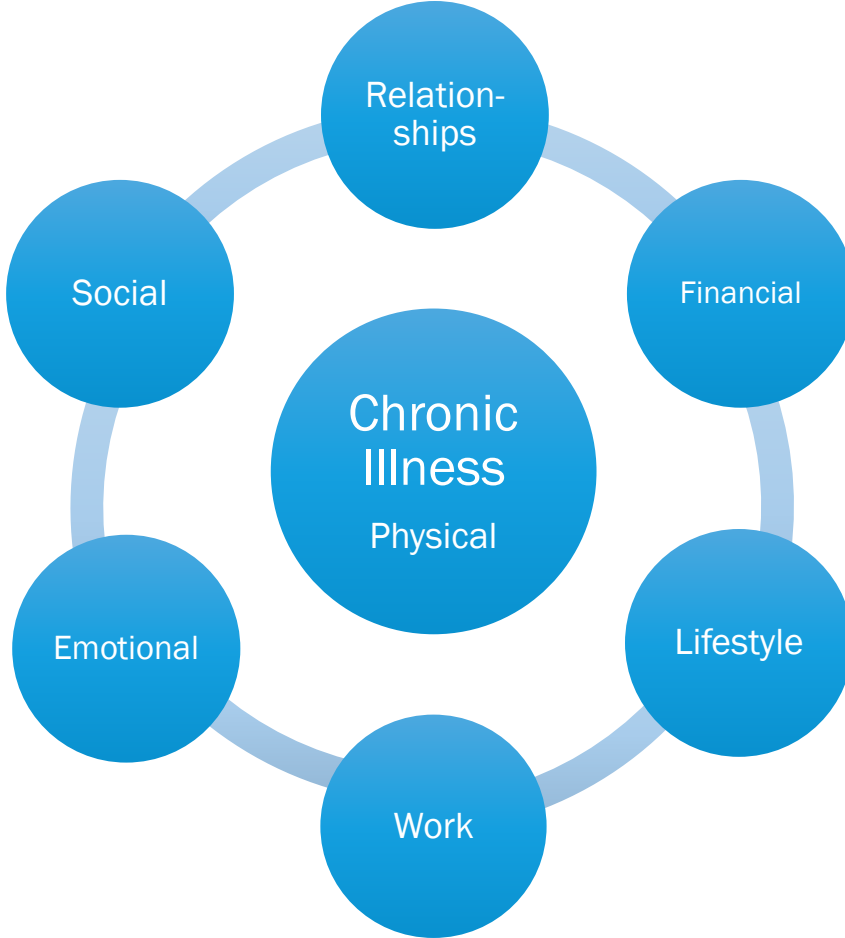 Relation-
ships
Social
Financial
Chronic
Illness
Physical
Emotional
Lifestyle
Work